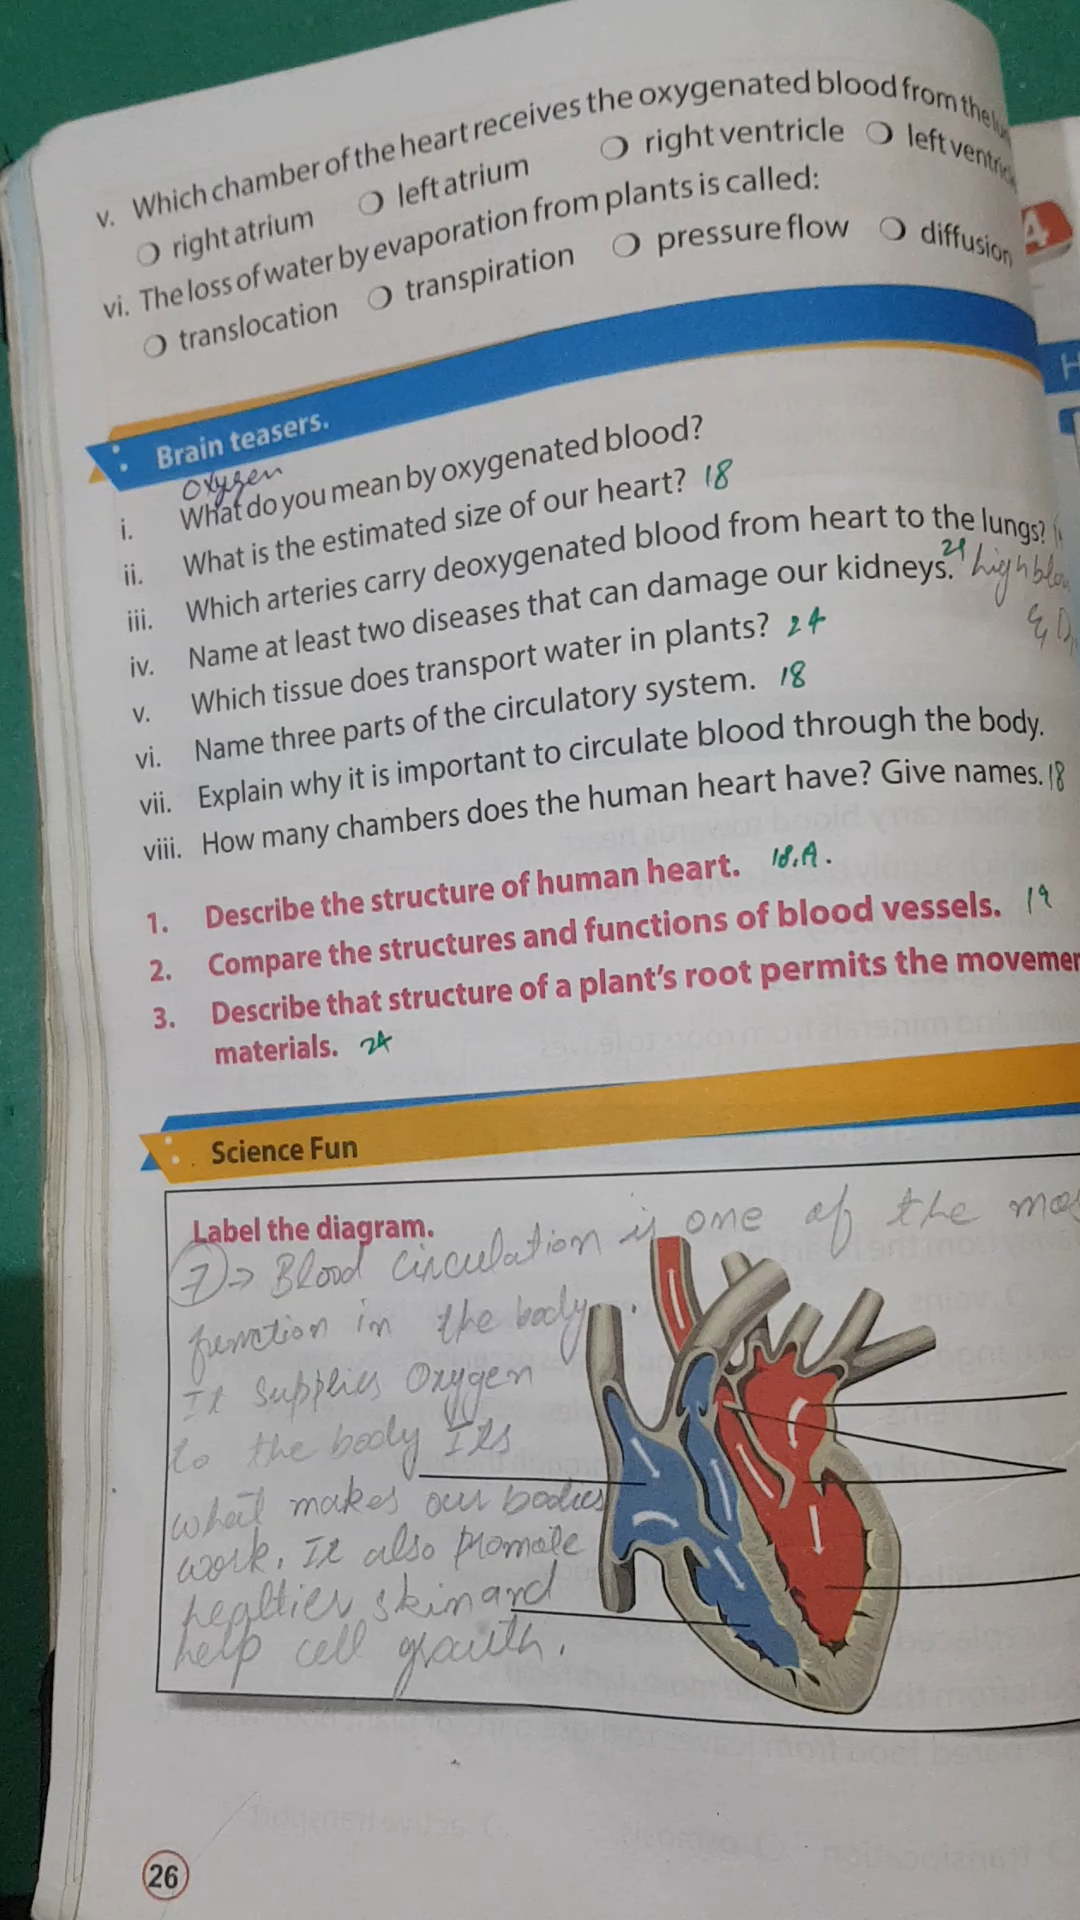 v. Which chamber of the heart receives the oxygenated blood from the
right atrium left atrium right ventricle left ventricle
vi. The loss of water by evaporation from plants is called:
translocation transpiration pressure flow diffusion
4
H
Brain teasers.
oxygen
i. What do you mean by oxygenated blood?
ii. What is the estimated size of our heart? 18
iii. Which arteries carry deoxygenated blood from heart to the lungs?
iv. Name at least two diseases that can damage our kidneys. 21 high
&
v. Which tissue does transport water in plants? 24
vi. Name three parts of the circulatory system. 18
vii. Explain why it is important to circulate blood through the body.
viii. How many chambers does the human heart have? Give names. 18
1. Describe the structure of human heart. 18.A.
2. Compare the structures and functions of blood vessels. 19
3. Describe that structure of a plant's root permits the
materials. 24
Science Fun
Label the diagram.
7 → Blood circulation is one of the
function in the body.
It supplies Oxygen
to the body Its
what makes our bodies
work. It also promote
healtier skin and
help cell growth.
26